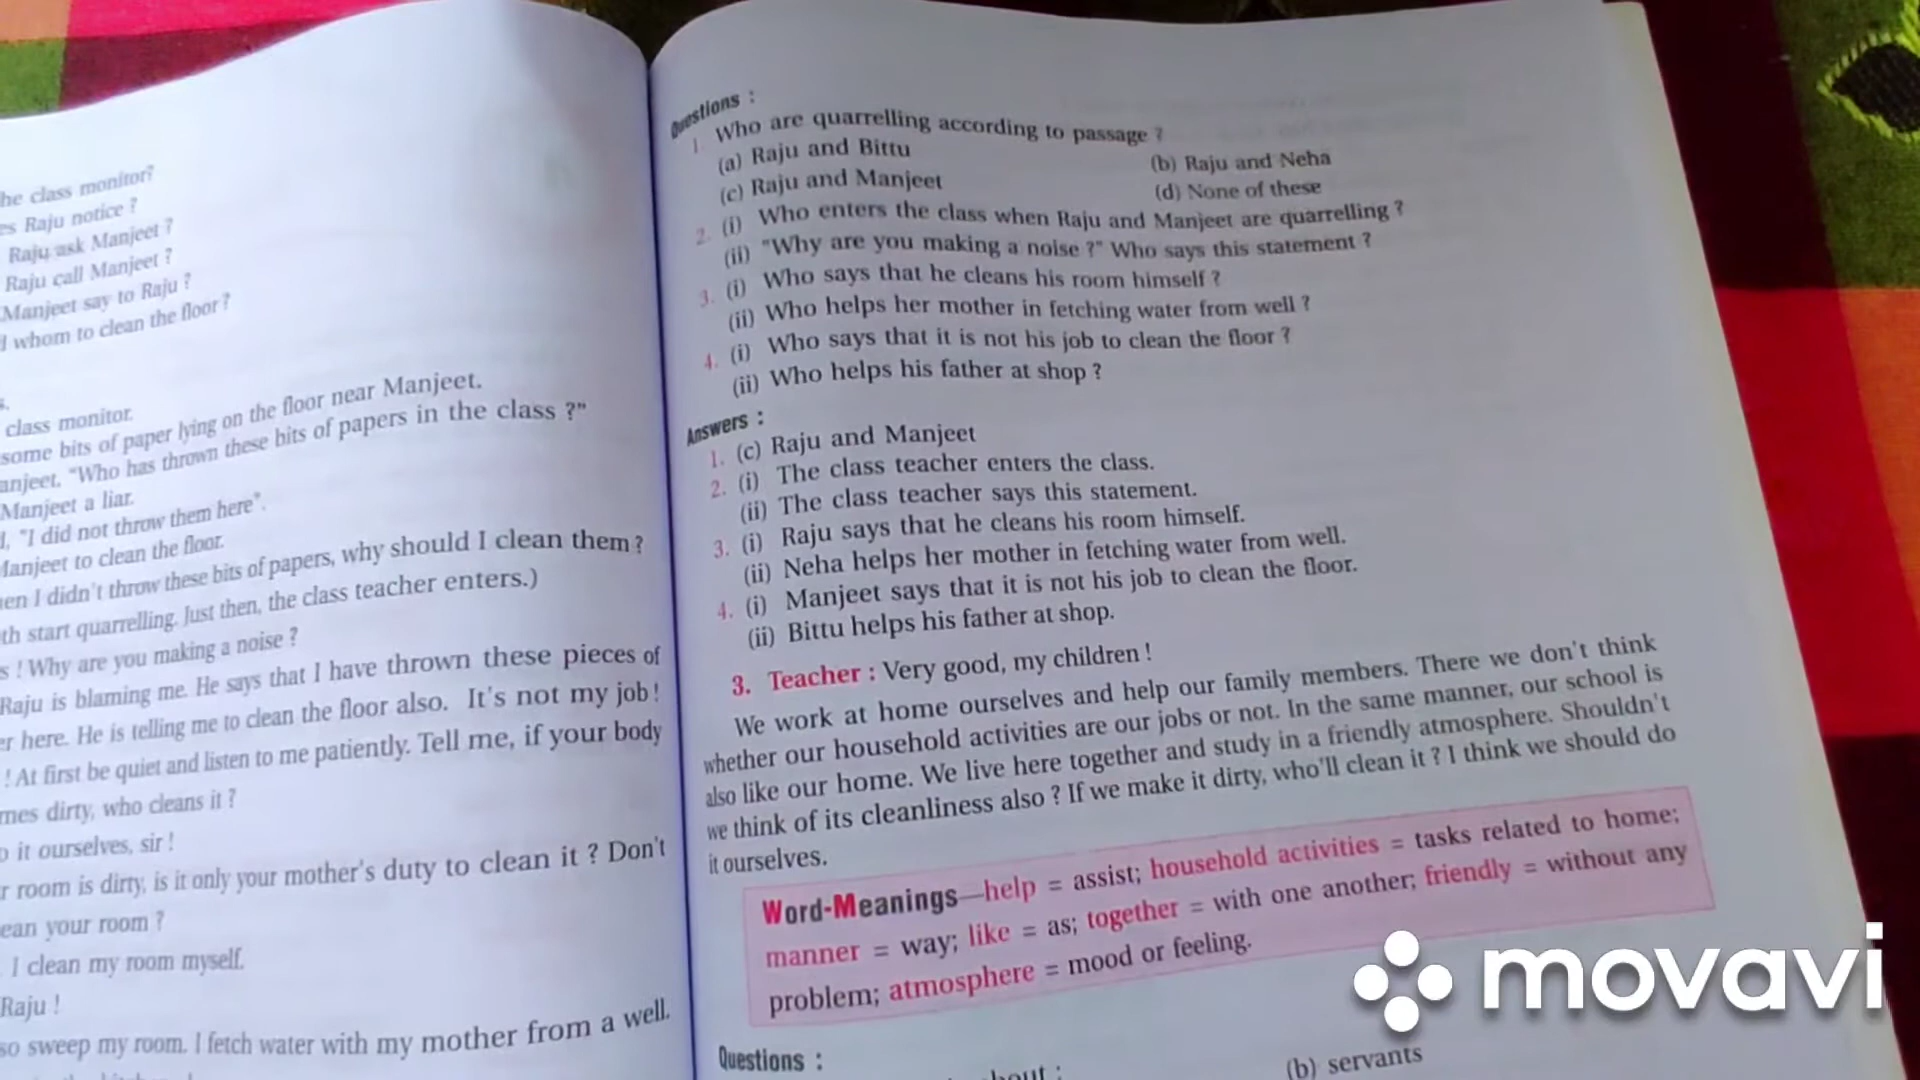 he class monitor?
es Raju notice ?
Raju ask Manjeet ?
Raju call Manjeet ?
Manjeet say to Raju ?
whom to clean the floor ?
class monitor.
some bits of paper lying on the floor near Manjeet.
anjeet, "Who has thrown these bits of papers in the class ?"
Manjeet a liar.
"I did not throw them here".
anjeet to clean the floor.
en I didn't throw these bits of papers, why should I clean them ?
th start quarrelling. Just then, the class teacher enters.)
s ! Why are you making a noise ?
Raju is blaming me. He says that I have thrown these pieces of
er here. He is telling me to clean the floor also. It's not my job !
! At first be quiet and listen to me patiently. Tell me, if your body
mes dirty, who cleans it ?
o it ourselves, sir !
r room is dirty, is it only your mother's duty to clean it ? Don't
ean your room ?
I clean my room myself.
Raju !
so sweep my room. I fetch water with my mother from a well.
Questions :
1. Who are quarrelling according to passage ?
(a) Raju and Bittu (b) Raju and Neha
(c) Raju and Manjeet (d) None of these
2. (i) Who enters the class when Raju and Manjeet are quarrelling ?
(ii) "Why are you making a noise ?" Who says this statement ?
3. (i) Who says that he cleans his room himself ?
(ii) Who helps her mother in fetching water from well ?
4. (i) Who says that it is not his job to clean the floor ?
(ii) Who helps his father at shop ?
Answers :
1. (c) Raju and Manjeet
2. (i) The class teacher enters the class.
(ii) The class teacher says this statement.
3. (i) Raju says that he cleans his room himself.
(ii) Neha helps her mother in fetching water from well.
4. (i) Manjeet says that it is not his job to clean the floor.
(ii) Bittu helps his father at shop.
3. Teacher : Very good, my children !
We work at home ourselves and help our family members. There we don't think
whether our household activities are our jobs or not. In the same manner, our school is
also like our home. We live here together and study in a friendly atmosphere. Shouldn't
we think of its cleanliness also ? If we make it dirty, who'll clean it ? I think we should do
it ourselves.
Word-Meanings—help = assist; household activities = tasks related to home;
manner = way; like = as; together = with one another; friendly = without any
problem; atmosphere = mood or feeling.
Questions :
(b) servants
movavi